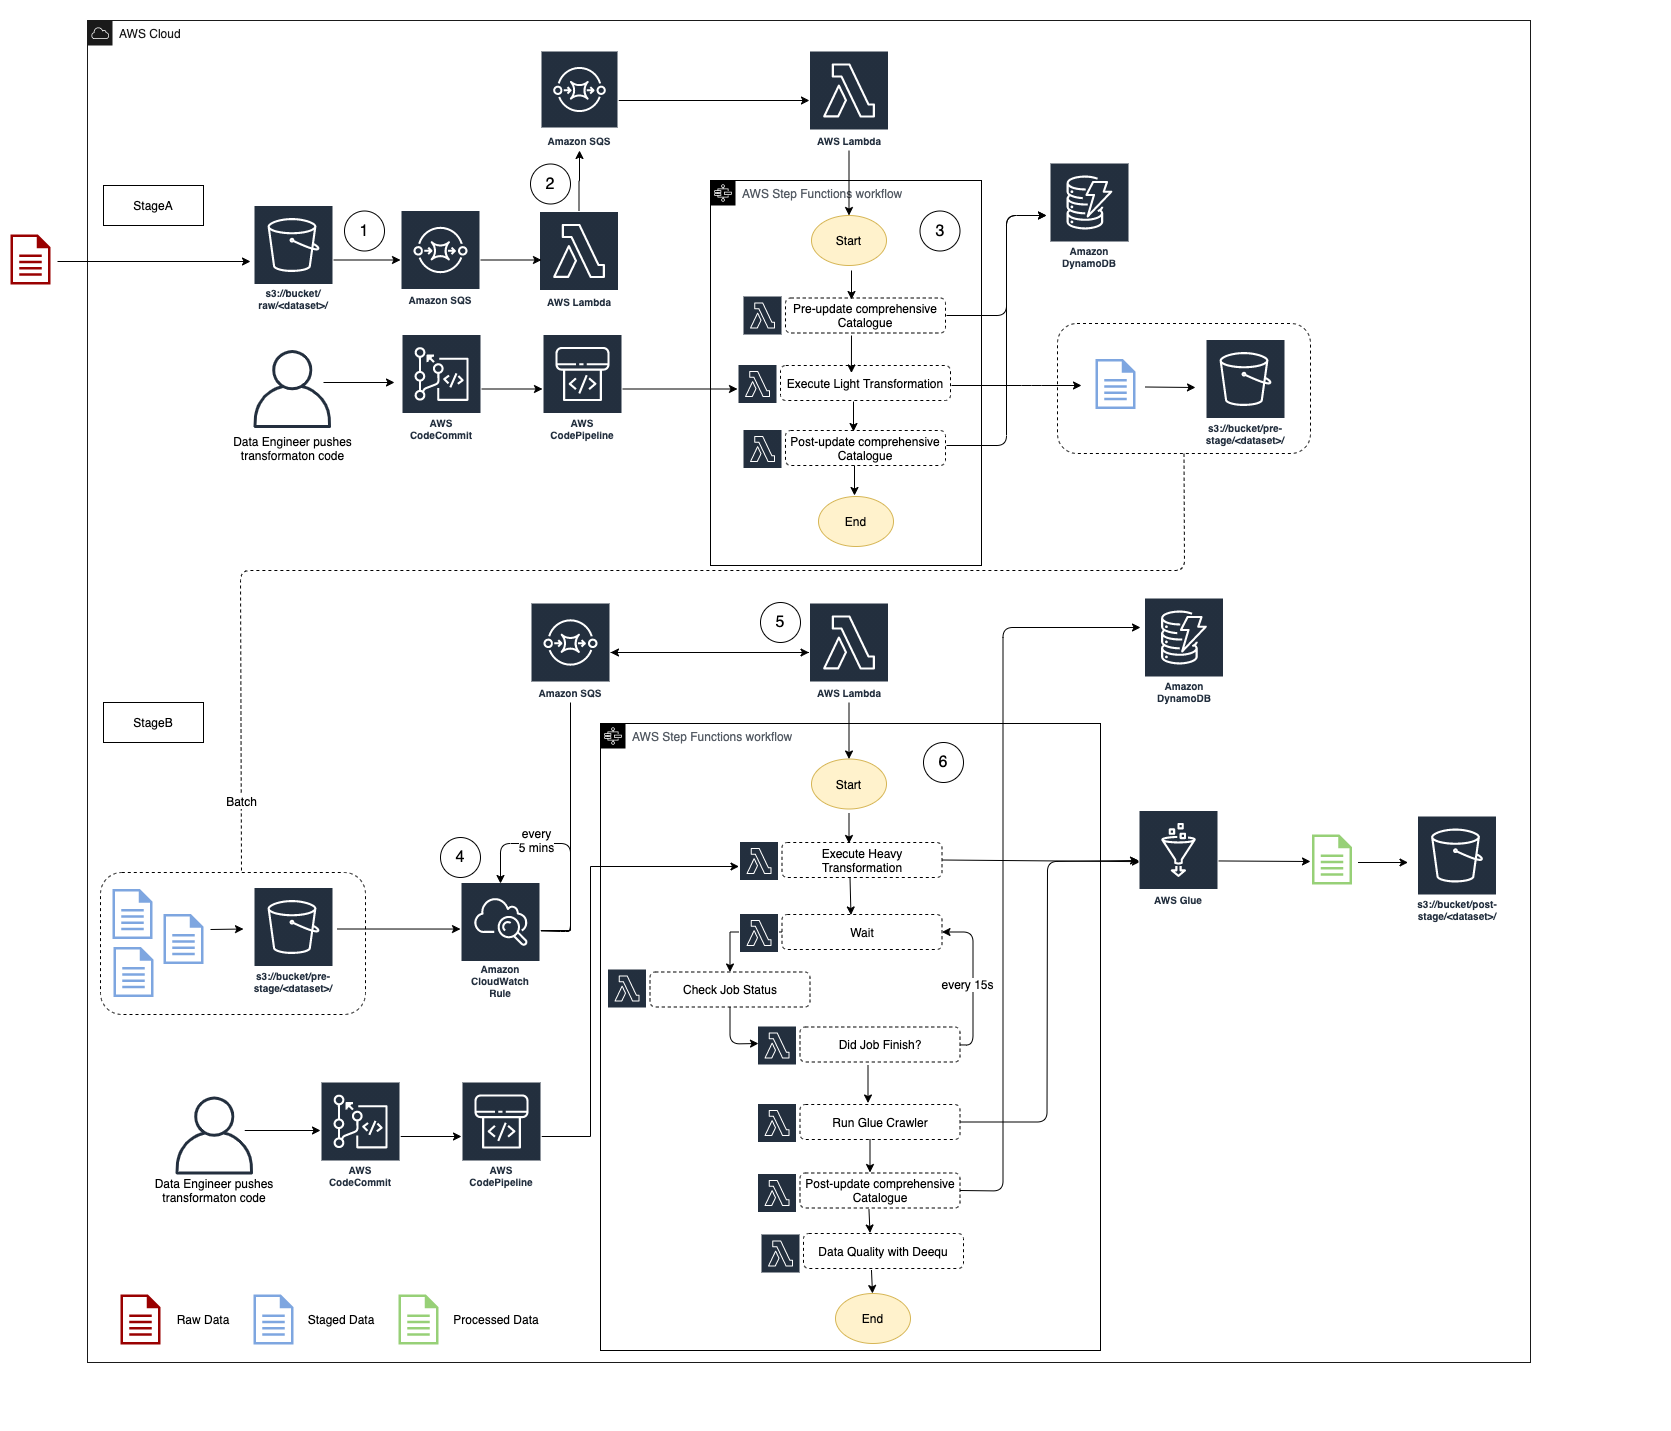 AWS Cloud
Amazon SQS
AWS Lambda
2
StageA
AWS Step Functions workflow
1
Start
3
Amazon
DynamoDB
s3://bucket/
raw/<dataset>/
Amazon SQS
AWS Lambda
Pre-update comprehensive
Catalogue
Data Engineer pushes
transformaton code
AWS
CodeCommit
AWS
CodePipeline
Execute Light Transformation
s3://bucket/pre-
stage/<dataset>/
Post-update comprehensive
Catalogue
End
5
Amazon SQS
AWS Lambda
Amazon
DynamoDB
StageB
AWS Step Functions workflow
6
Start
Batch
every
5 mins
4
Execute Heavy
Transformation
AWS Glue
s3://bucket/post-
stage/<dataset>/
Wait
s3://bucket/pre-
stage/<dataset>/
Amazon
CloudWatch
Rule
Check Job Status
every 15s
Did Job Finish?
Run Glue Crawler
Data Engineer pushes
transformaton code
AWS
CodeCommit
AWS
CodePipeline
Post-update comprehensive
Catalogue
Data Quality with Deequ
End
Raw Data
Staged Data
Processed Data